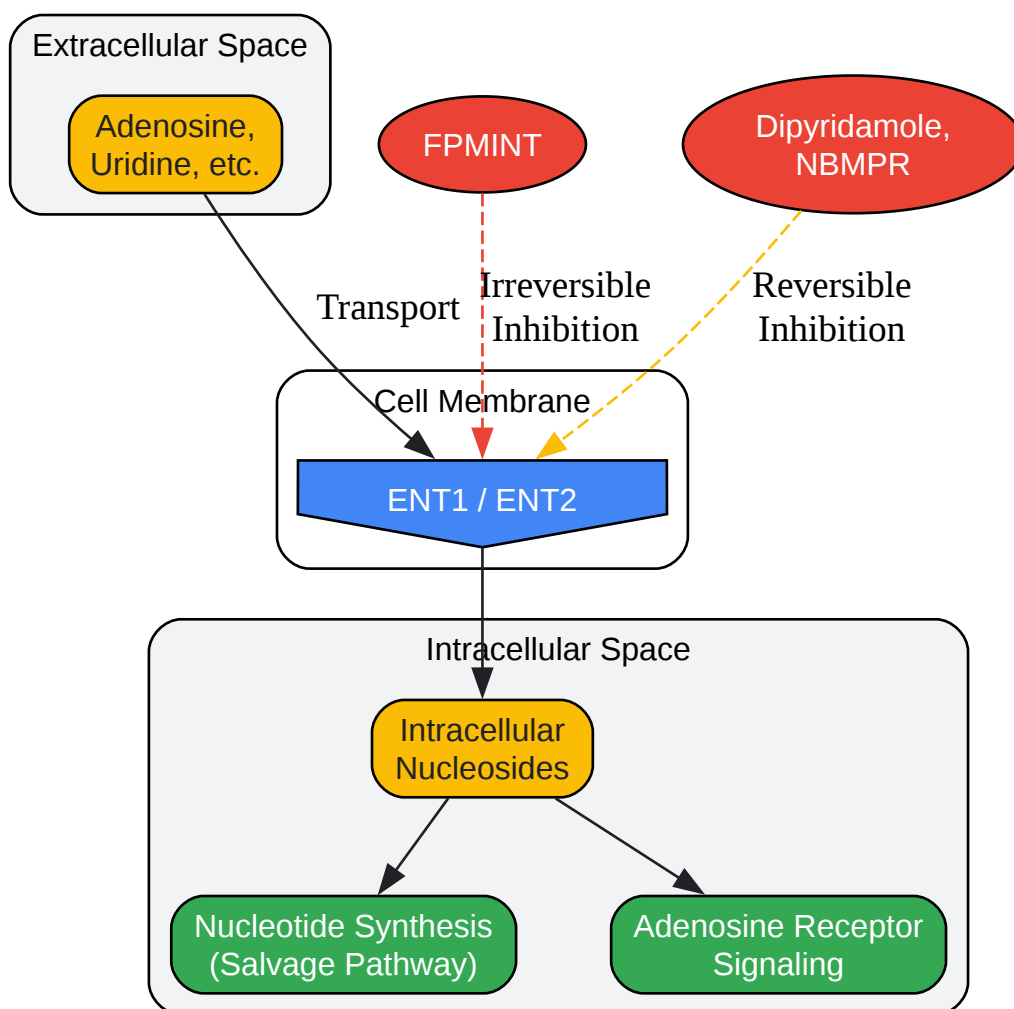 Extracellular Space
Adenosine,
Uridine, etc.
FPMINT
Dipyridamole,
NBMPR
Transport
Irreversible
Inhibition
Reversible
Inhibition
Cell Membrane
ENT1 / ENT2
Intracellular Space
Intracellular
Nucleosides
Nucleotide Synthesis
(Salvage Pathway)
Adenosine Receptor
Signaling